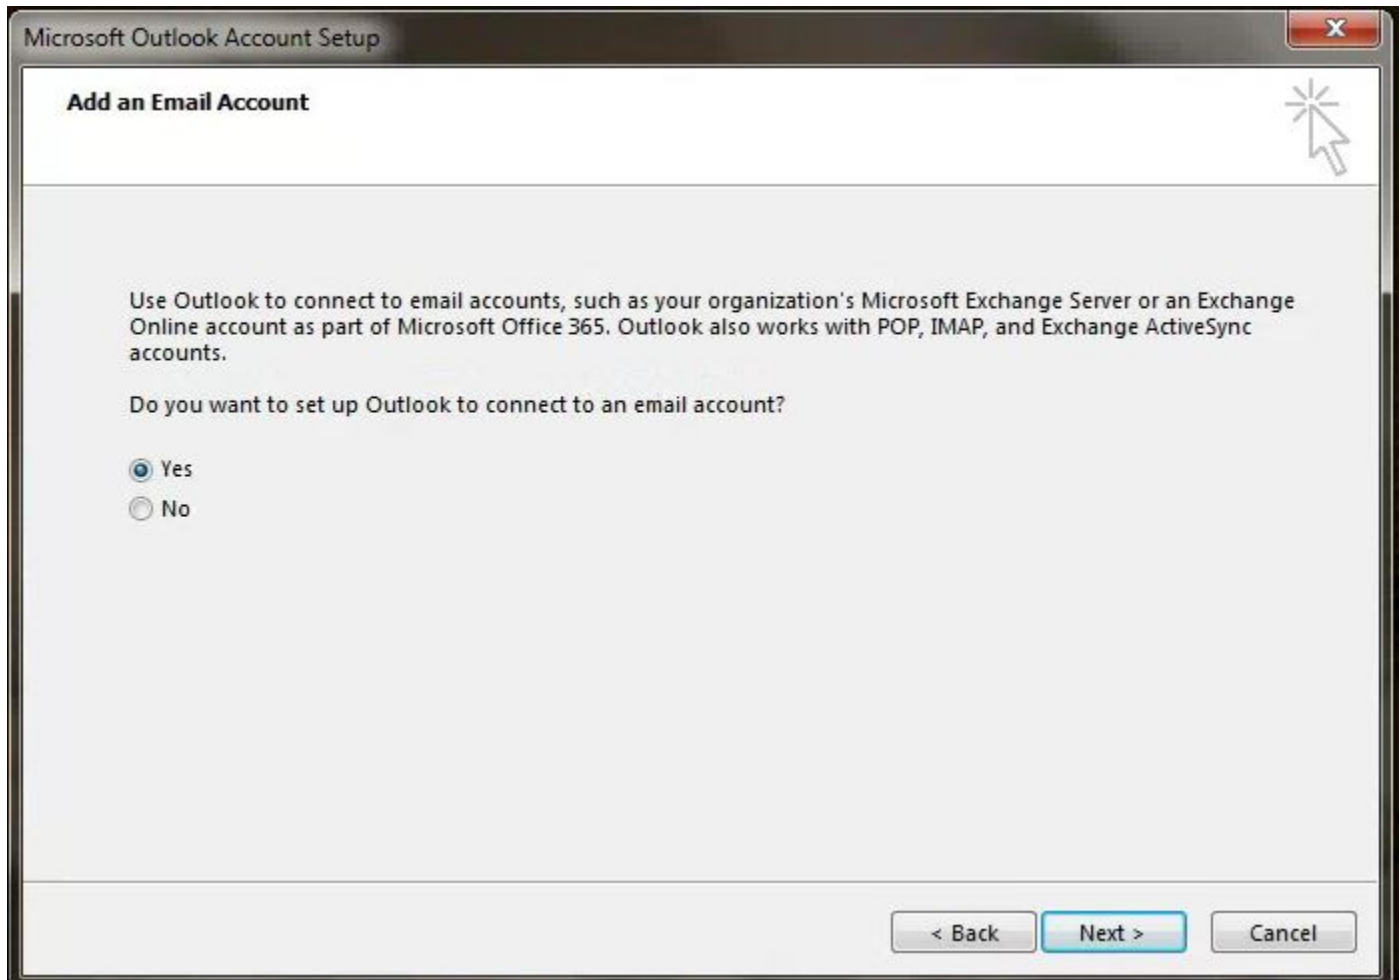 Microsoft Outlook Account Setup
Add an Email Account
Use Outlook to connect to email accounts, such as your organization's Microsoft Exchange Server or an Exchange
Online account as part of Microsoft Office 365. Outlook also works with POP, IMAP, and Exchange ActiveSync
accounts.
Do you want to set up Outlook to connect to an email account?
Yes
No
< Back Next > Cancel